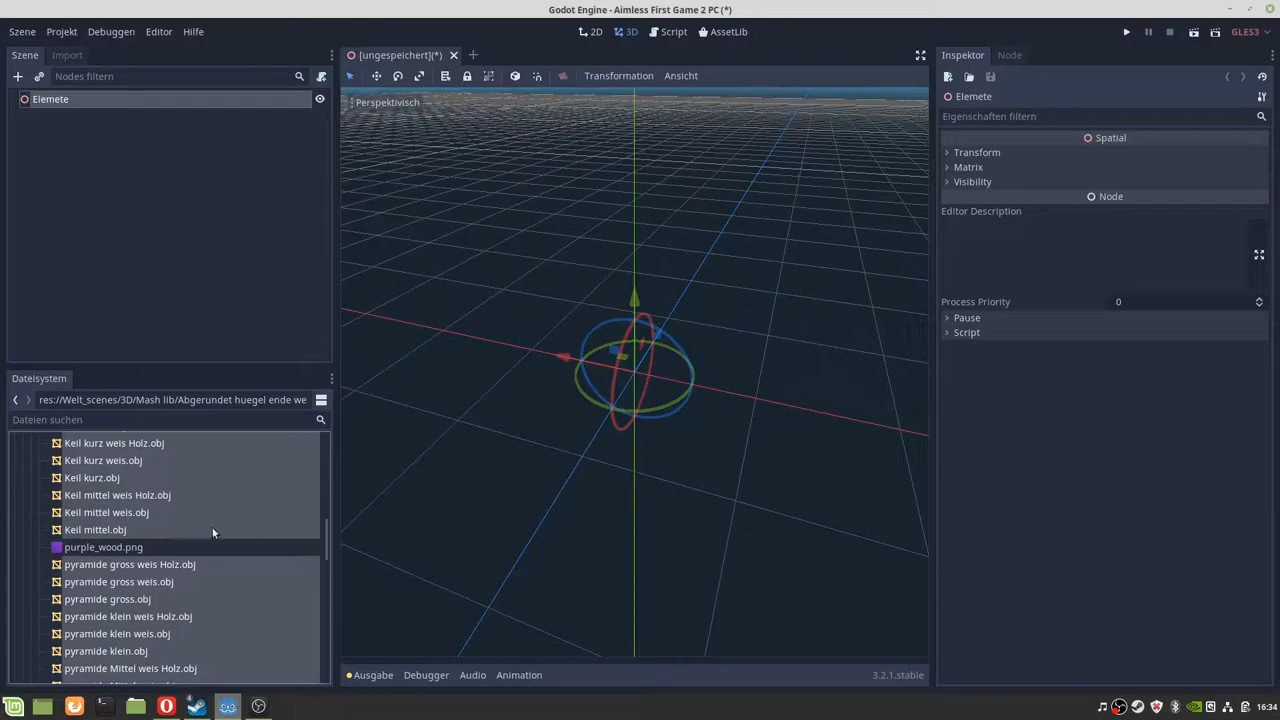 Godot Engine - Aimless First Game 2 PC (*)
Szene Projekt Debuggen Editor Hilfe
2D 3D Script AssetLib
GLES3
Szene Import
[ungespeichert](*)
Inspektor Node
Nodes filtern
Transformation Ansicht
Elemete
Perspektivisch
Elemete
Eigenschaften filtern
Spatial
Transform
Matrix
Visibility
Node
Editor Description
Process Priority 0
Pause
Script
Dateisystem
res://Welt_scenes/3D/Mash lib/Abgerundet huegel ende we
Dateien suchen
Keil kurz weis Holz.obj
Keil kurz weis.obj
Keil kurz.obj
Keil mittel weis Holz.obj
Keil mittel weis.obj
Keil mittel.obj
purple_wood.png
pyramide gross weis Holz.obj
pyramide gross weis.obj
pyramide gross.obj
pyramide klein weis Holz.obj
pyramide klein weis.obj
pyramide klein.obj
pyramide Mittel weis Holz.obj
Ausgabe Debugger Audio Animation 3.2.1.stable
16:34